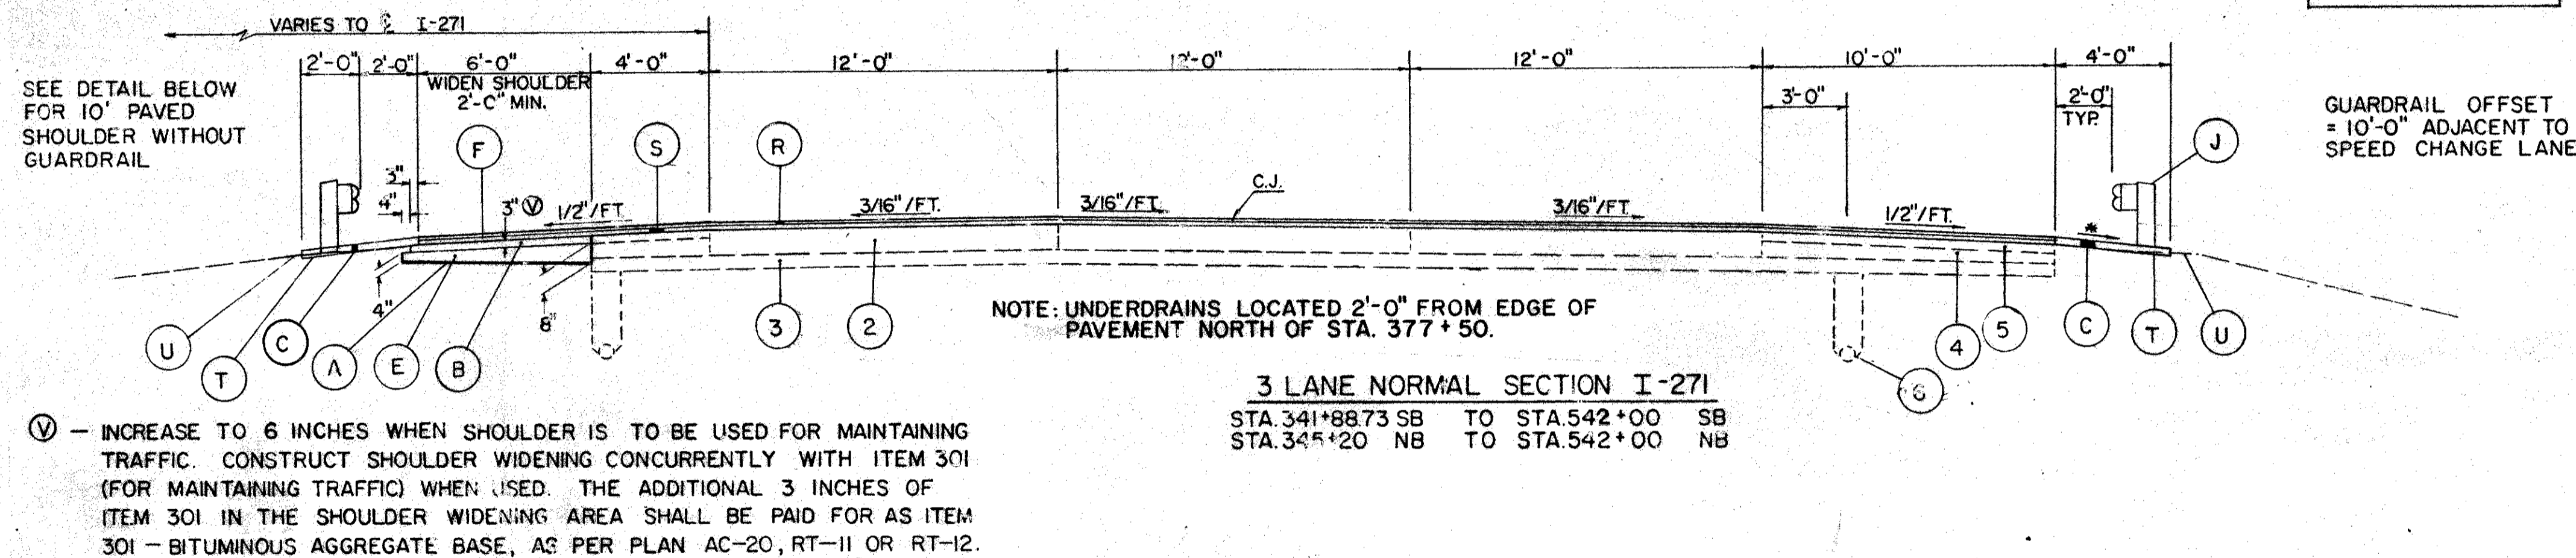 VARIES TO ℄ I-271
2'-0" 2'-0" 6'-0" 4'-0" 12'-0" 12'-0" 12'-0" 10'-0" 4'-0"
WIDEN SHOULDER
2'-0" MIN.
3'-0"
2'-0"
TYP.
SEE DETAIL BELOW
FOR 10' PAVED
SHOULDER WITHOUT
GUARDRAIL
GUARDRAIL OFFSET
= 10'-0" ADJACENT TO
SPEED CHANGE LANE
F S R J
3"
4"
3" Ⓥ 1/2"/FT. 3/16"/FT. 3/16"/FT. C.J. 3/16"/FT. 1/2"/FT. *
4"
8"
U T C A E B 3 2 4 5 C T U
6
NOTE: UNDERDRAINS LOCATED 2'-0" FROM EDGE OF
PAVEMENT NORTH OF STA. 377+50.
3 LANE NORMAL SECTION I-271
STA.341+88.73 SB TO STA.542+00 SB
STA.345+20 NB TO STA.542+00 NB
Ⓥ — INCREASE TO 6 INCHES WHEN SHOULDER IS TO BE USED FOR MAINTAINING
TRAFFIC. CONSTRUCT SHOULDER WIDENING CONCURRENTLY WITH ITEM 301
(FOR MAINTAINING TRAFFIC) WHEN USED. THE ADDITIONAL 3 INCHES OF
ITEM 301 IN THE SHOULDER WIDENING AREA SHALL BE PAID FOR AS ITEM
301 — BITUMINOUS AGGREGATE BASE, AS PER PLAN AC-20, RT-11 OR RT-12.